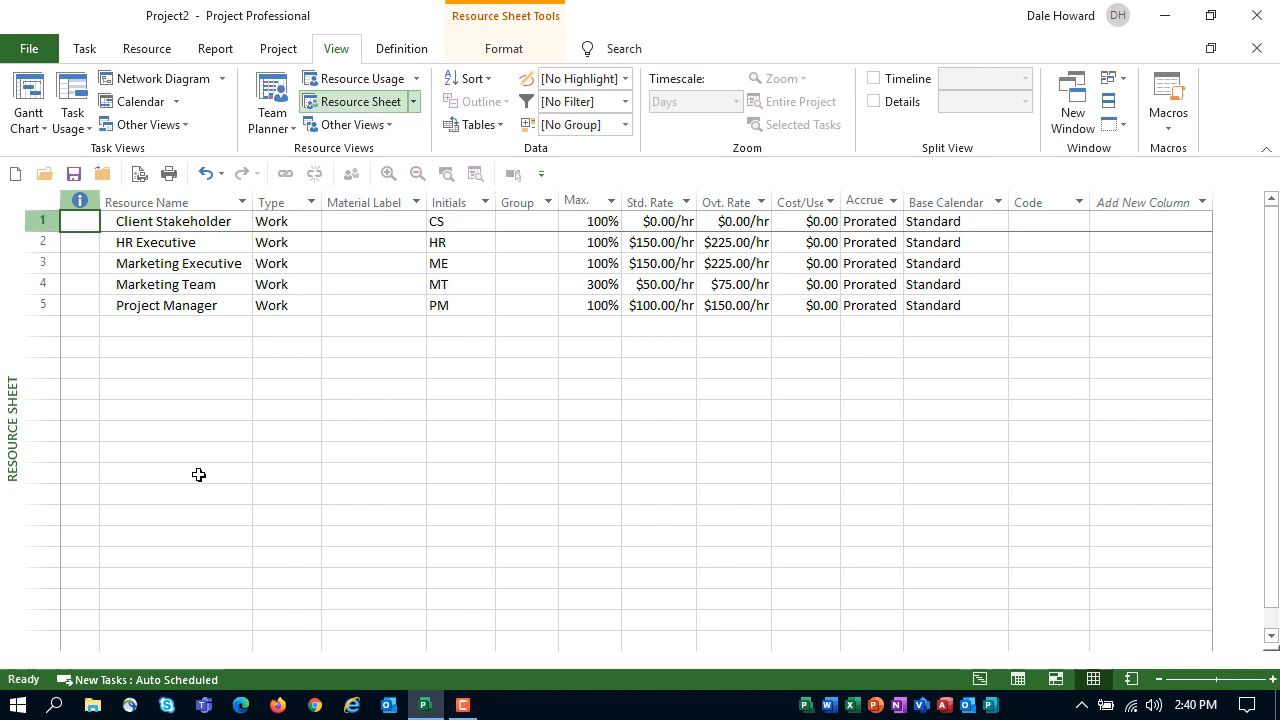 Project2 - Project Professional
Resource Sheet Tools
Dale Howard
DH
File
Task
Resource
Report
Project
View
Definition
Format
Search
Network Diagram
Calendar
Other Views
Gantt Chart
Task Usage
Task Views
Resource Usage
Resource Sheet
Other Views
Team Planner
Resource Views
Sort
Outline
Tables
[No Highlight]
[No Filter]
[No Group]
Data
Timescale:
Days
Zoom
Entire Project
Selected Tasks
Zoom
Timeline
Details
Split View
New Window
Window
Macros
Macros
Resource Name Type Material Label Initials Group Max. Std. Rate Ovt. Rate Cost/Use Accrue Base Calendar Code Add New Column
1 Client Stakeholder Work CS 100% $0.00/hr $0.00/hr $0.00 Prorated Standard
2 HR Executive Work HR 100% $150.00/hr $225.00/hr $0.00 Prorated Standard
3 Marketing Executive Work ME 100% $150.00/hr $225.00/hr $0.00 Prorated Standard
4 Marketing Team Work MT 300% $50.00/hr $75.00/hr $0.00 Prorated Standard
5 Project Manager Work PM 100% $100.00/hr $150.00/hr $0.00 Prorated Standard
RESOURCE SHEET
Ready
New Tasks : Auto Scheduled
2:40 PM